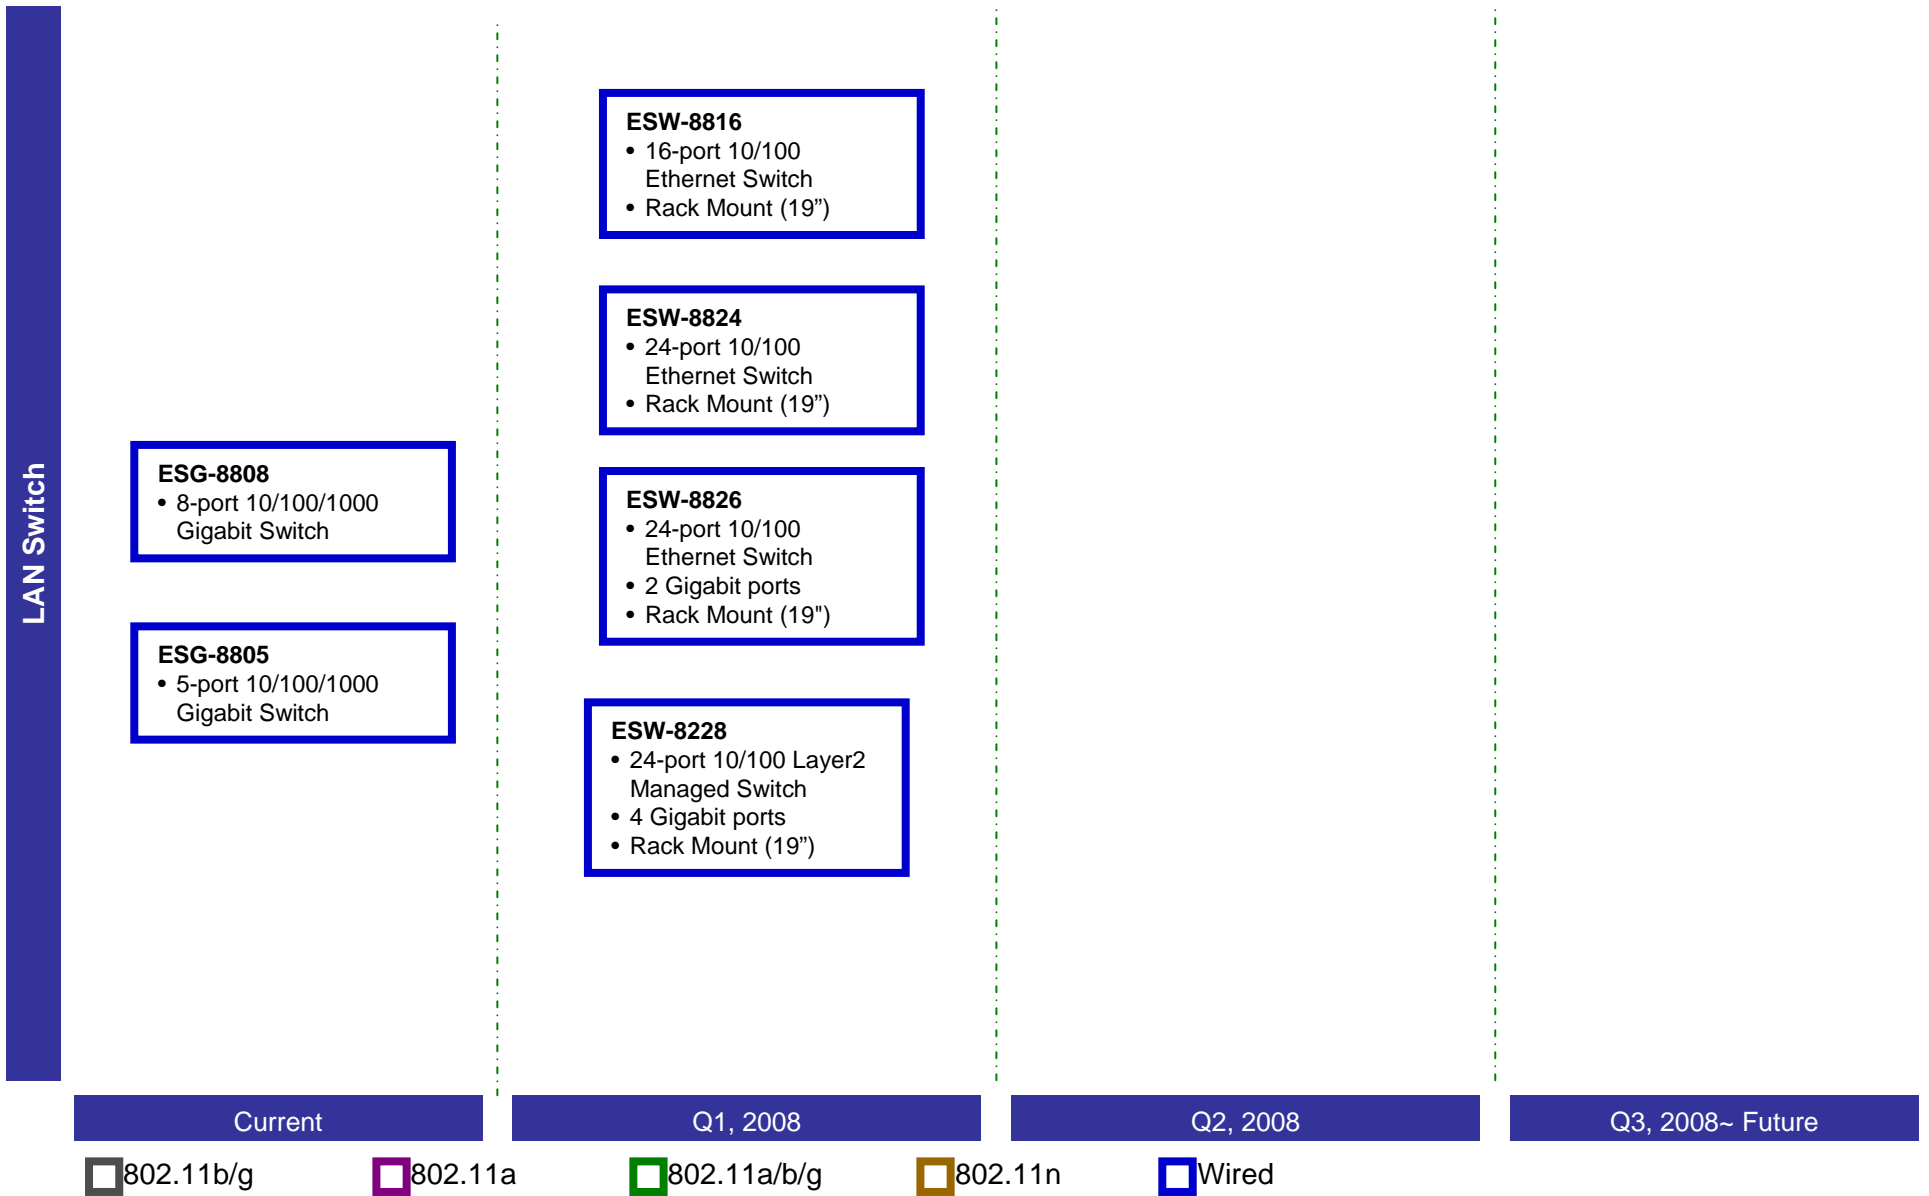 LAN Switch
ESG-8808
• 8-port 10/100/1000
Gigabit Switch
ESG-8805
• 5-port 10/100/1000
Gigabit Switch
ESW-8816
• 16-port 10/100
Ethernet Switch
• Rack Mount (19”)
ESW-8824
• 24-port 10/100
Ethernet Switch
• Rack Mount (19”)
ESW-8826
• 24-port 10/100
Ethernet Switch
• 2 Gigabit ports
• Rack Mount (19")
ESW-8228
• 24-port 10/100 Layer2
Managed Switch
• 4 Gigabit ports
• Rack Mount (19”)
Current
Q1, 2008
Q2, 2008
Q3, 2008~ Future
802.11b/g
802.11a
802.11a/b/g
802.11n
Wired